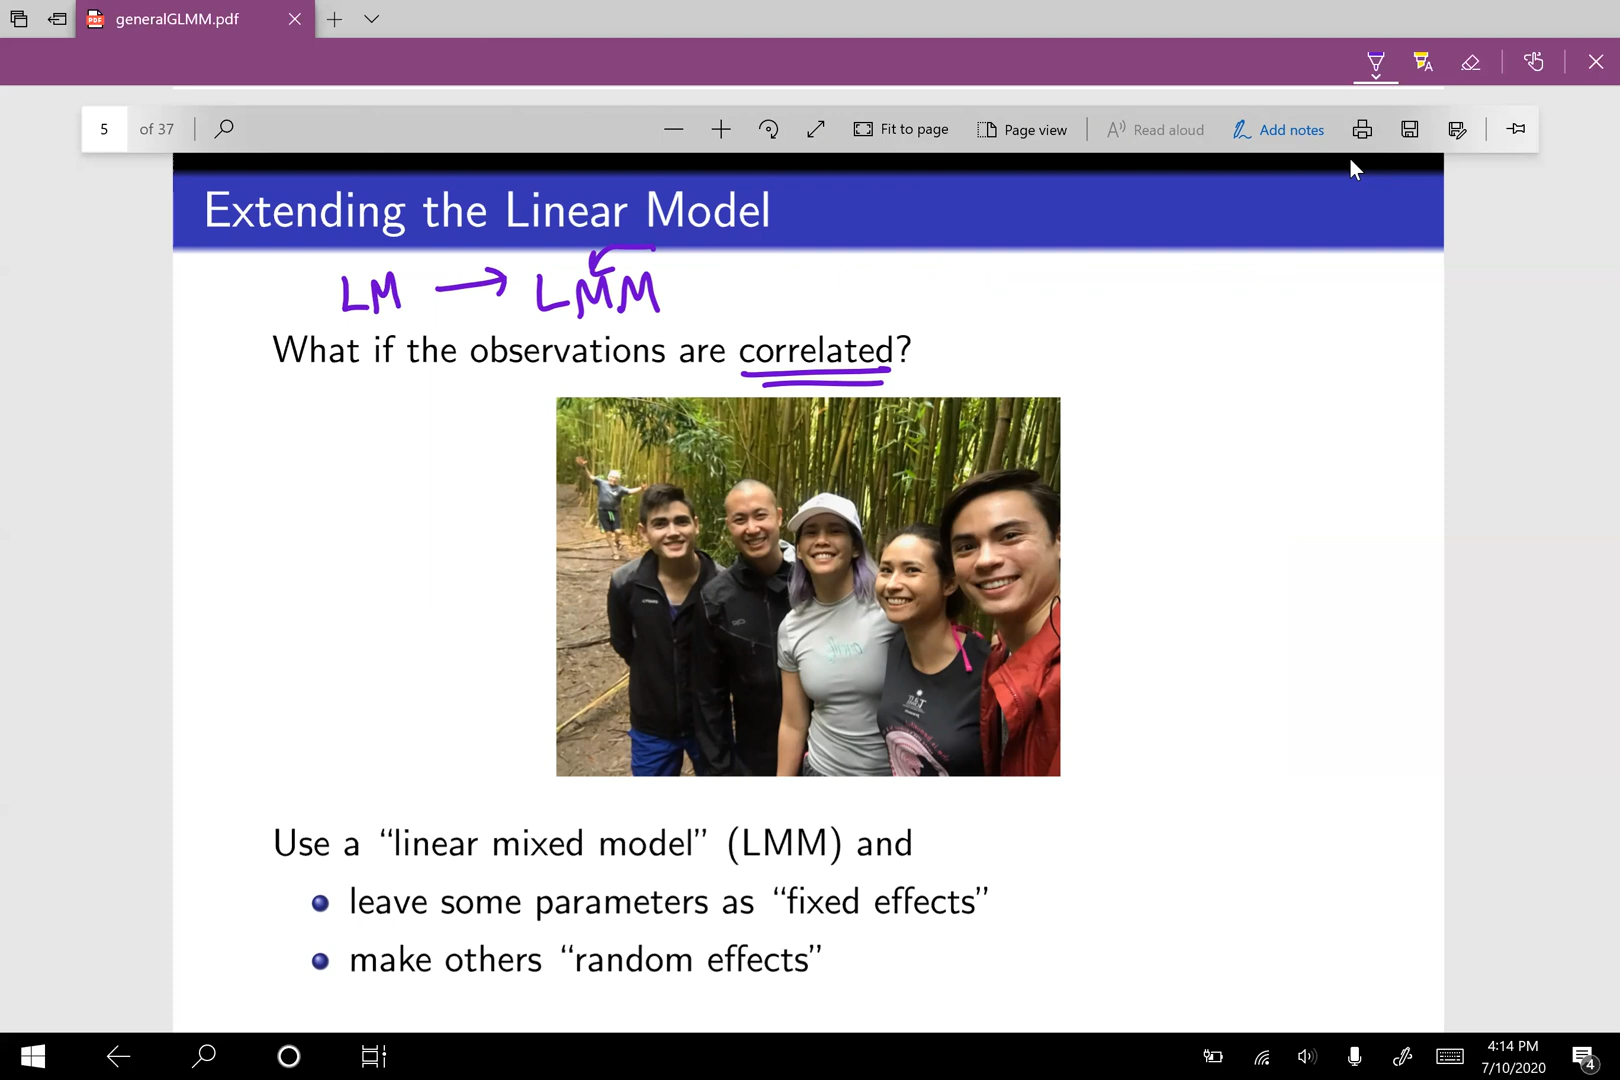 generalGLMM.pdf
5 of 37
Fit to page
Page view
Read aloud
Add notes
Extending the Linear Model
LM → LMM
What if the observations are correlated?
Use a “linear mixed model” (LMM) and
leave some parameters as “fixed effects”
make others “random effects”
4:14 PM
7/10/2020
4